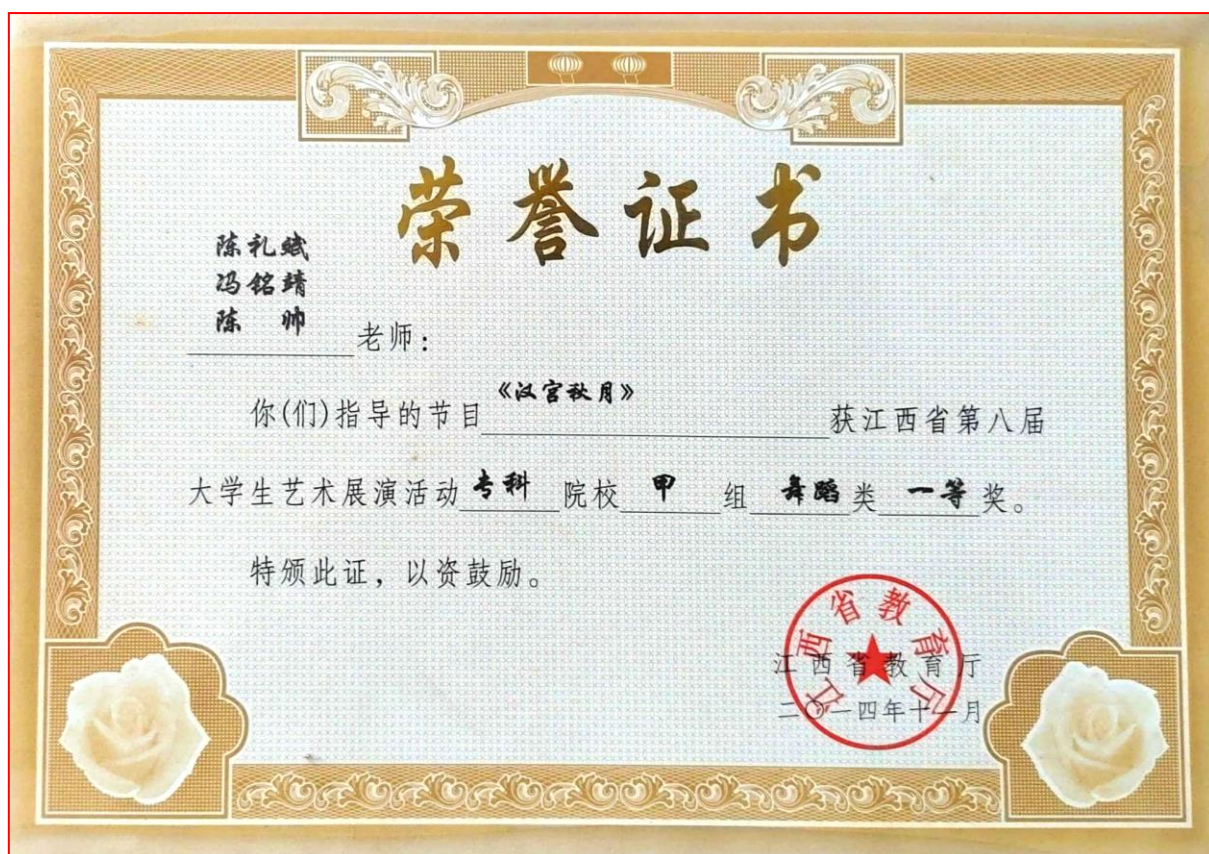 荣誉证书
陈礼斌
冯铭靖
陈 帅
老师：
你(们)指导的节目《汉宫秋月》获江西省第八届
大学生艺术展演活动专科院校甲组舞蹈类一等奖。
特颁此证，以资鼓励。
江西省教育厅
江西省教育厅
二〇一四年十一月